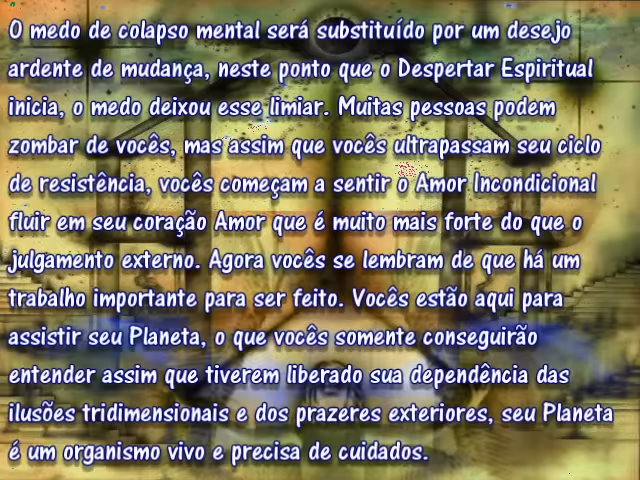 O medo de colapso mental será substituído por um desejo
ardente de mudança, neste ponto que o Despertar Espiritual
inicia, o medo deixou esse limiar. Muitas pessoas podem
zombar de vocês, mas assim que vocês ultrapassam seu ciclo
de resistência, vocês começam a sentir o Amor Incondicional
fluir em seu coração Amor que é muito mais forte do que o
julgamento externo. Agora vocês se lembram de que há um
trabalho importante para ser feito. Vocês estão aqui para
assistir seu Planeta, o que vocês somente conseguirão
entender assim que tiverem liberado sua dependência das
ilusões tridimensionais e dos prazeres exteriores, seu Planeta
é um organismo vivo e precisa de cuidados.